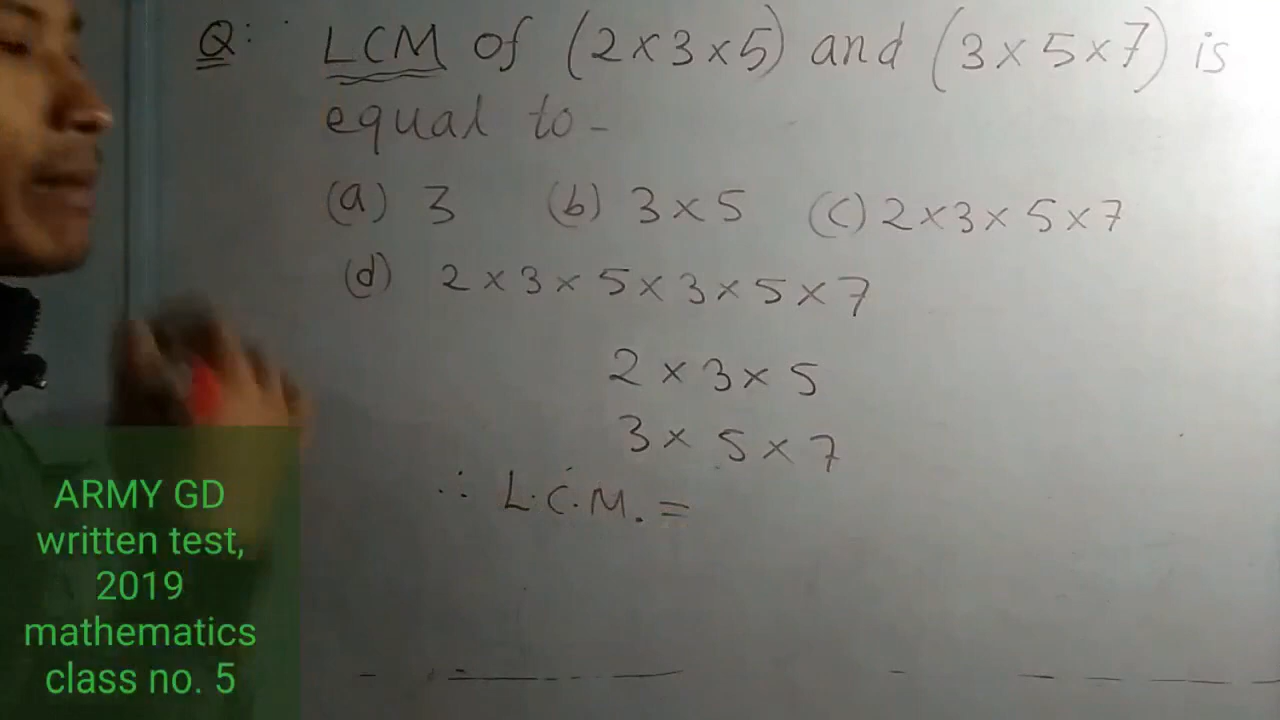 Q: LCM of (2×3×5) and (3×5×7) is
equal to -
(a) 3 (b) 3×5 (c) 2×3×5×7
(d) 2×3×5×3×5×7
2×3×5
3×5×7
∴ L.C.M. =
ARMY GD
written test,
2019
mathematics
class no. 5